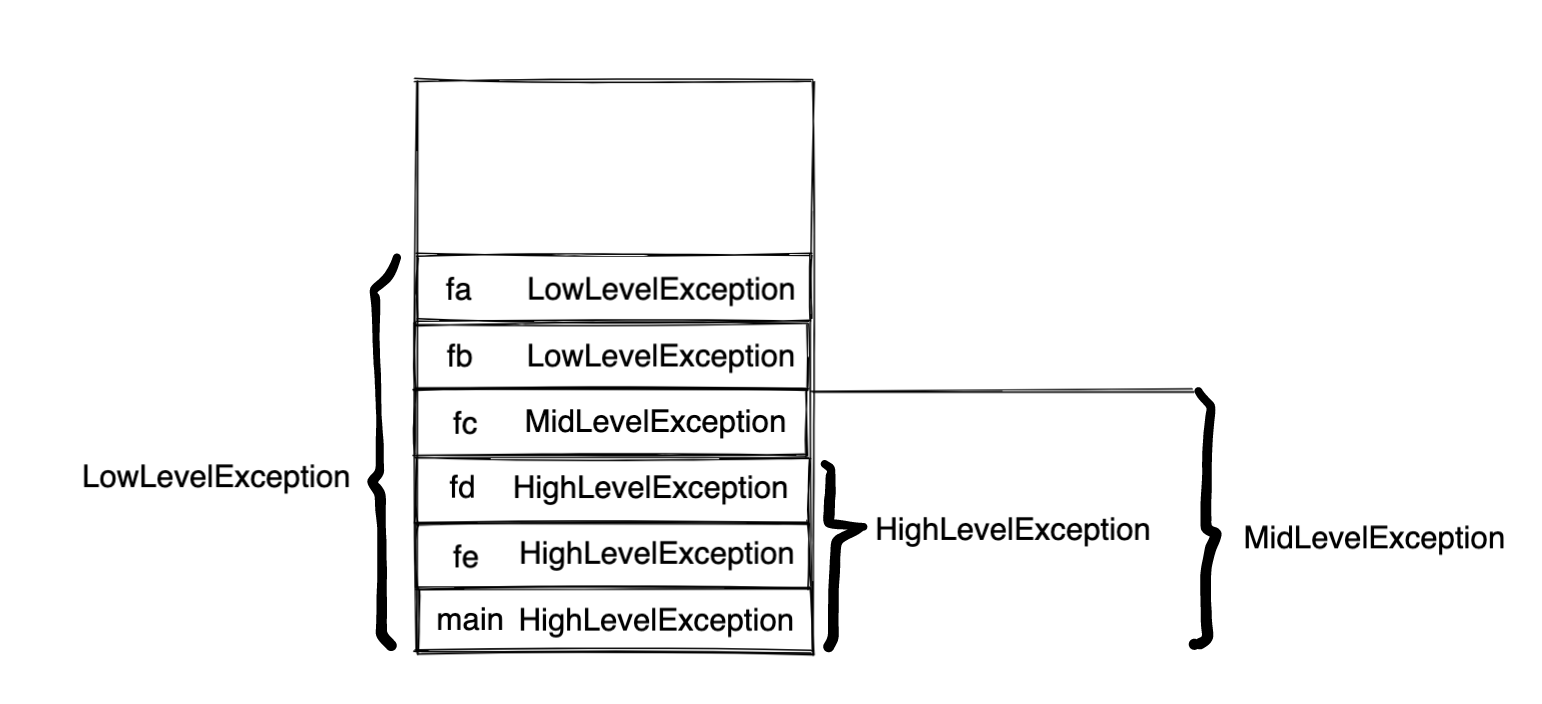 fa LowLevelException
fb LowLevelException
fc MidLevelException
LowLevelException
fd HighLevelException
HighLevelException
MidLevelException
fe HighLevelException
main HighLevelException